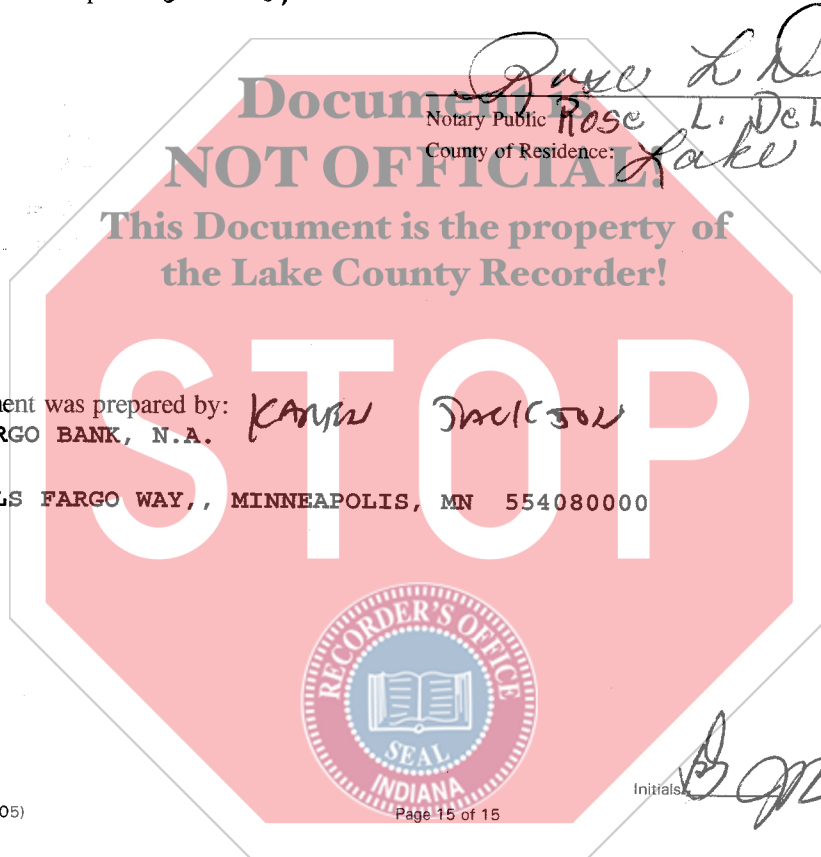 Document is
Notary Public Rose L. DeL
NOT OFFICIAL!
County of Residence: Lake
This Document is the property of
the Lake County Recorder!
STOP
ent was prepared by: KAREN JACKSON
RGO BANK, N.A.
LS FARGO WAY,, MINNEAPOLIS, MN 554080000
RECORDER'S OFFICE
SEAL
INDIANA
Initials:
05)
Page 15 of 15